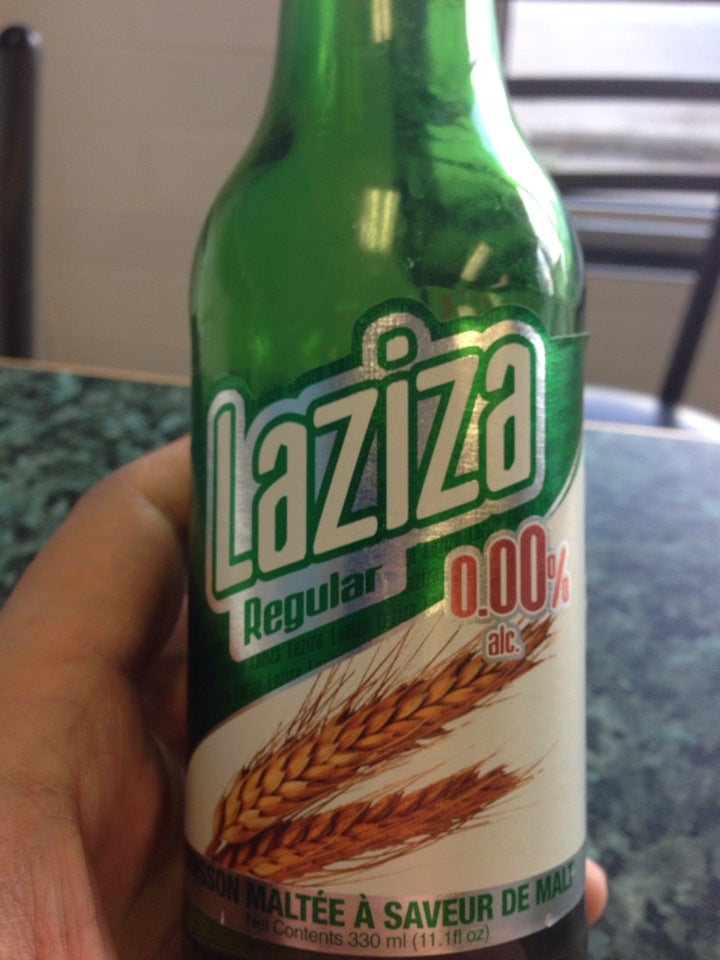 Laziza
Regular
0.00%
alc.
MALTÉE À SAVEUR DE MALT
Net Contents 330 ml (11.1fl oz)